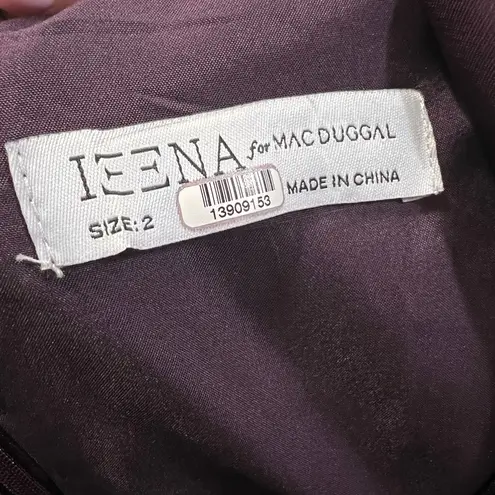 IEENA for MAC DUGGAL
SIZE: 2 MADE IN CHINA
13909153